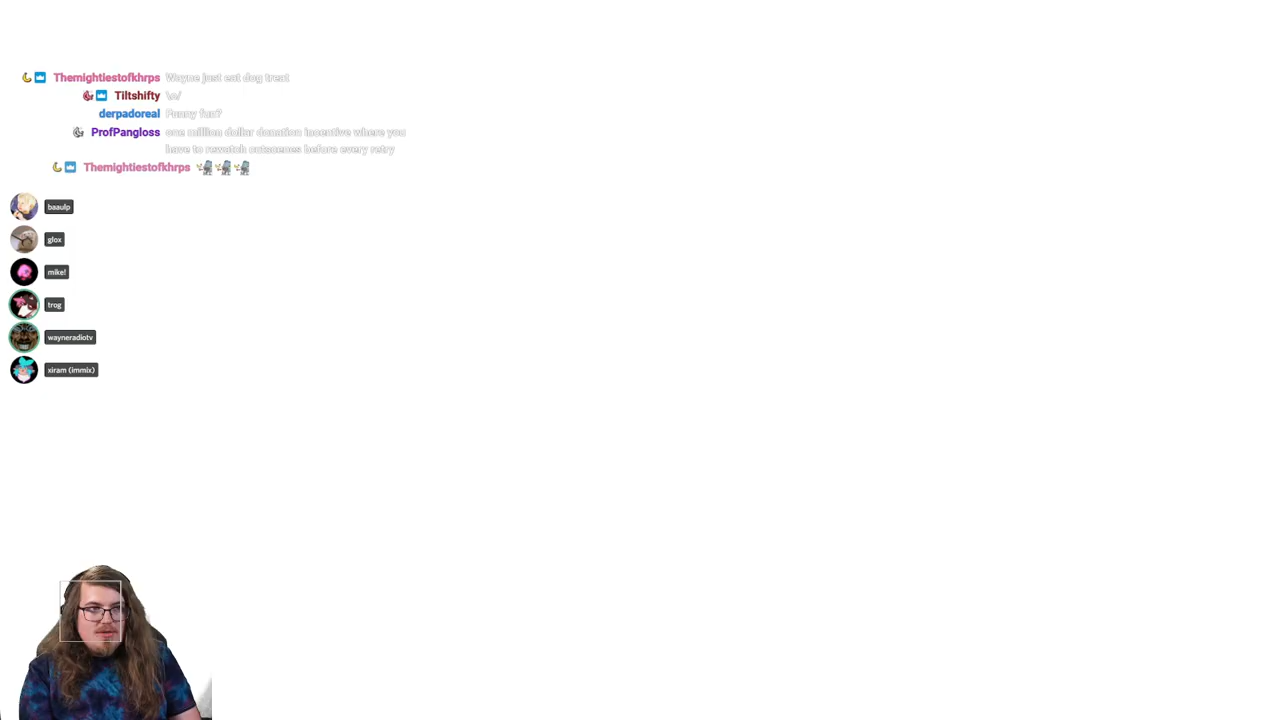 Themightiestofkhrps Wayne just eat dog treat
Tiltshifty \o/
derpadoreal Funny fun?
ProfPangloss one million dollar donation incentive where you
have to rewatch cutscenes before every retry
Themightiestofkhrps
baaulp
glox
mike!
trog
wayneradiotv
xiram (immix)